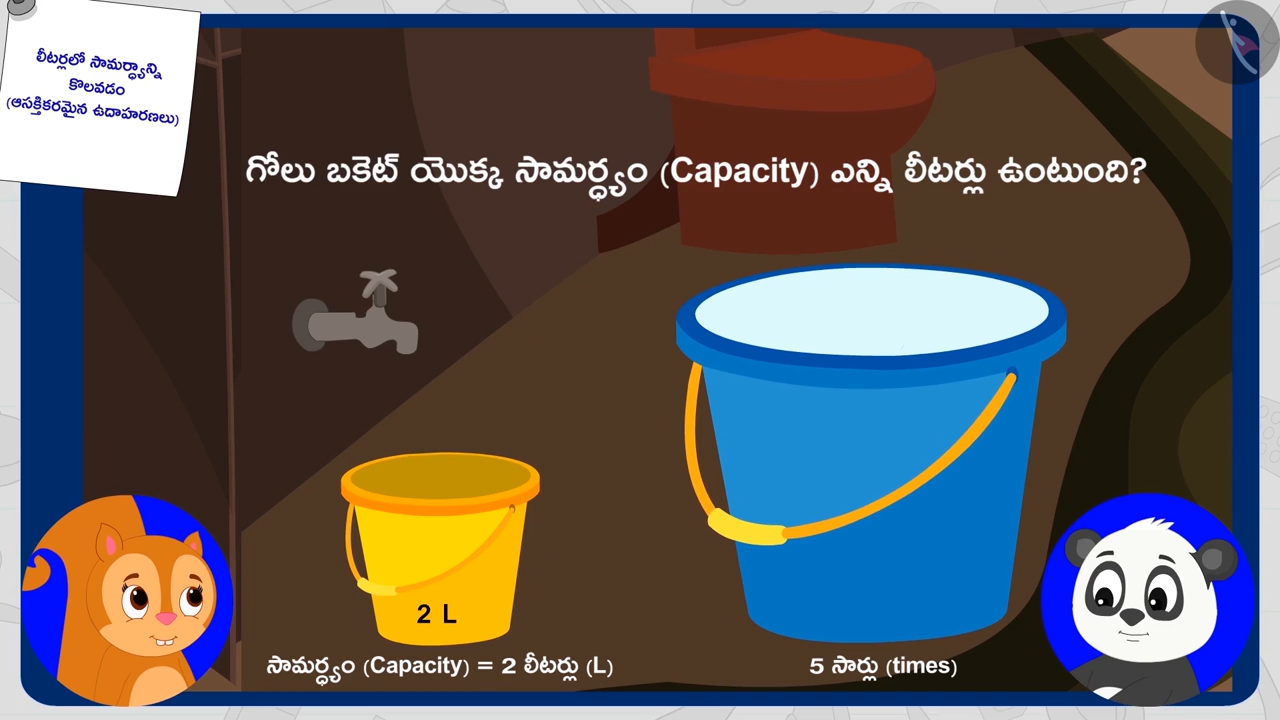 లీటర్లలో సామర్ధ్యాన్ని
కొలవడం
(ఆసక్తికరమైన ఉదాహరణలు)
గోలు బకెట్ యొక్క సామర్ధ్యం (Capacity) ఎన్ని లీటర్లు ఉంటుంది?
2 L
సామర్ధ్యం (Capacity) = 2 లీటర్లు (L)
5 సార్లు (times)